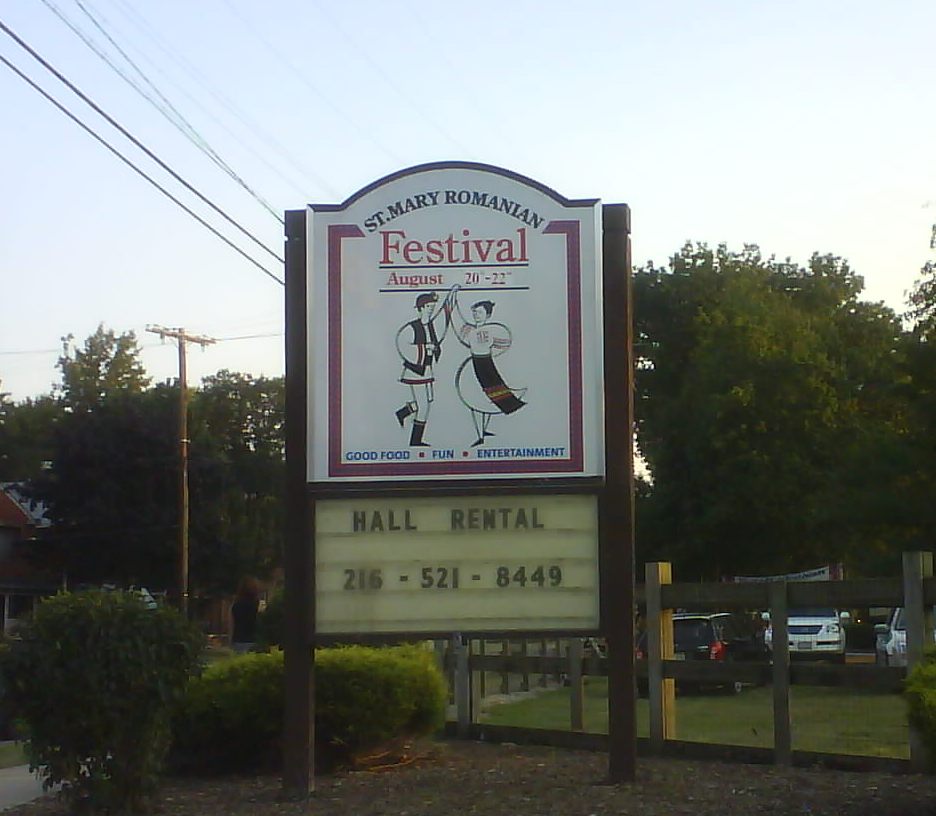 ST. MARY ROMANIAN
Festival
August 20th-22nd
GOOD FOOD • FUN • ENTERTAINMENT
HALL RENTAL
216 - 521 - 8449